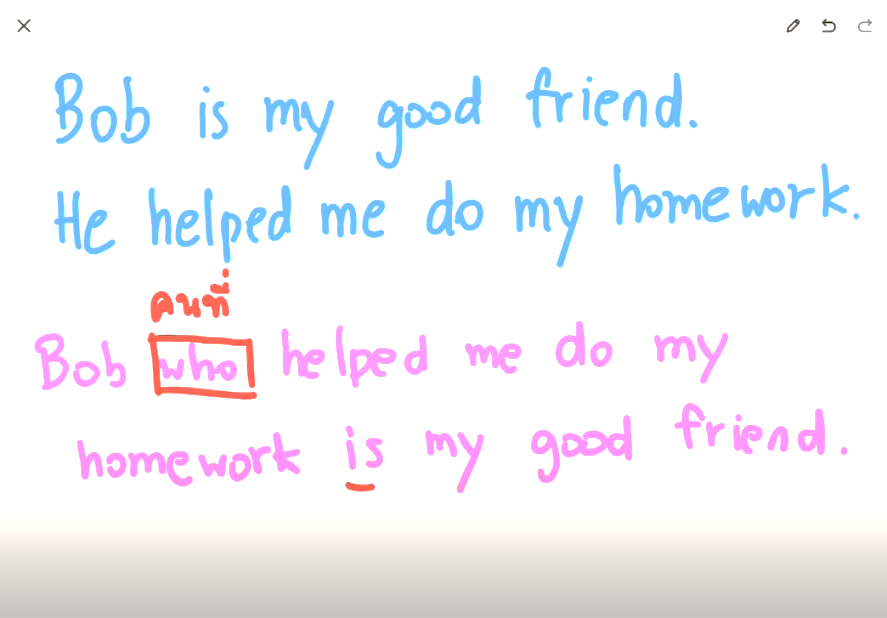 Bob is my good friend.
He helped me do my homework.
คนที่
Bob who helped me do my
homework is my good friend.